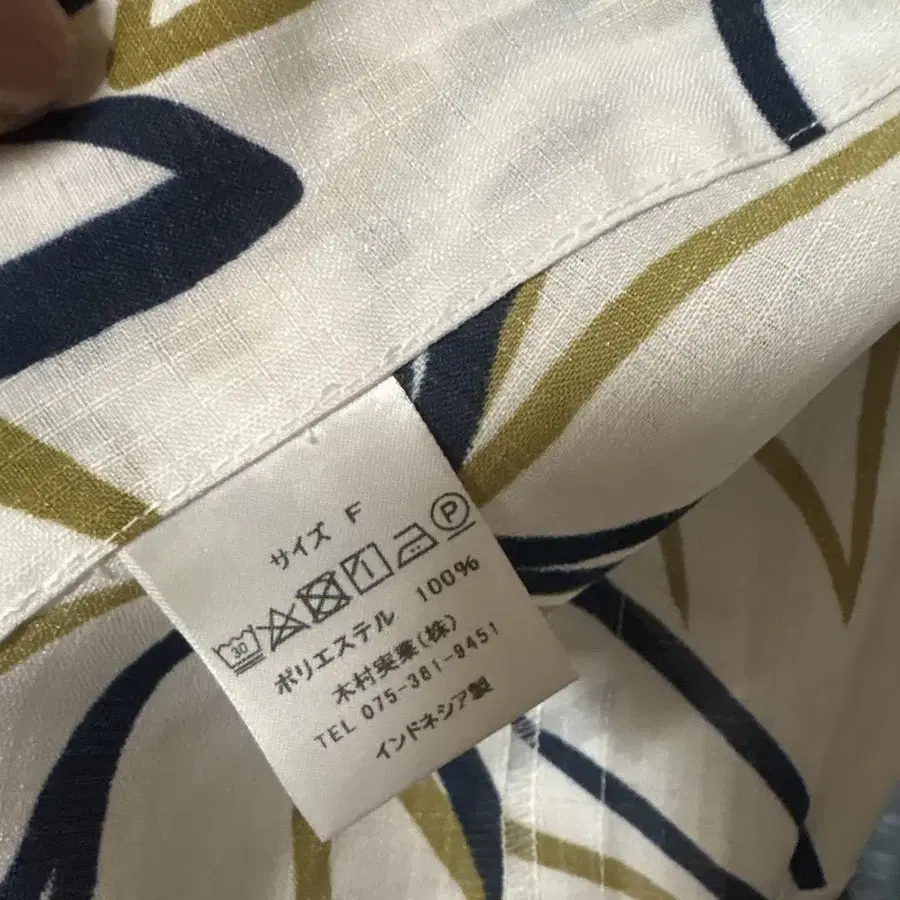 サイズ F
30 P
ポリエステル 100%
木村実業(株)
TEL 075-381-9451
インドネシア製